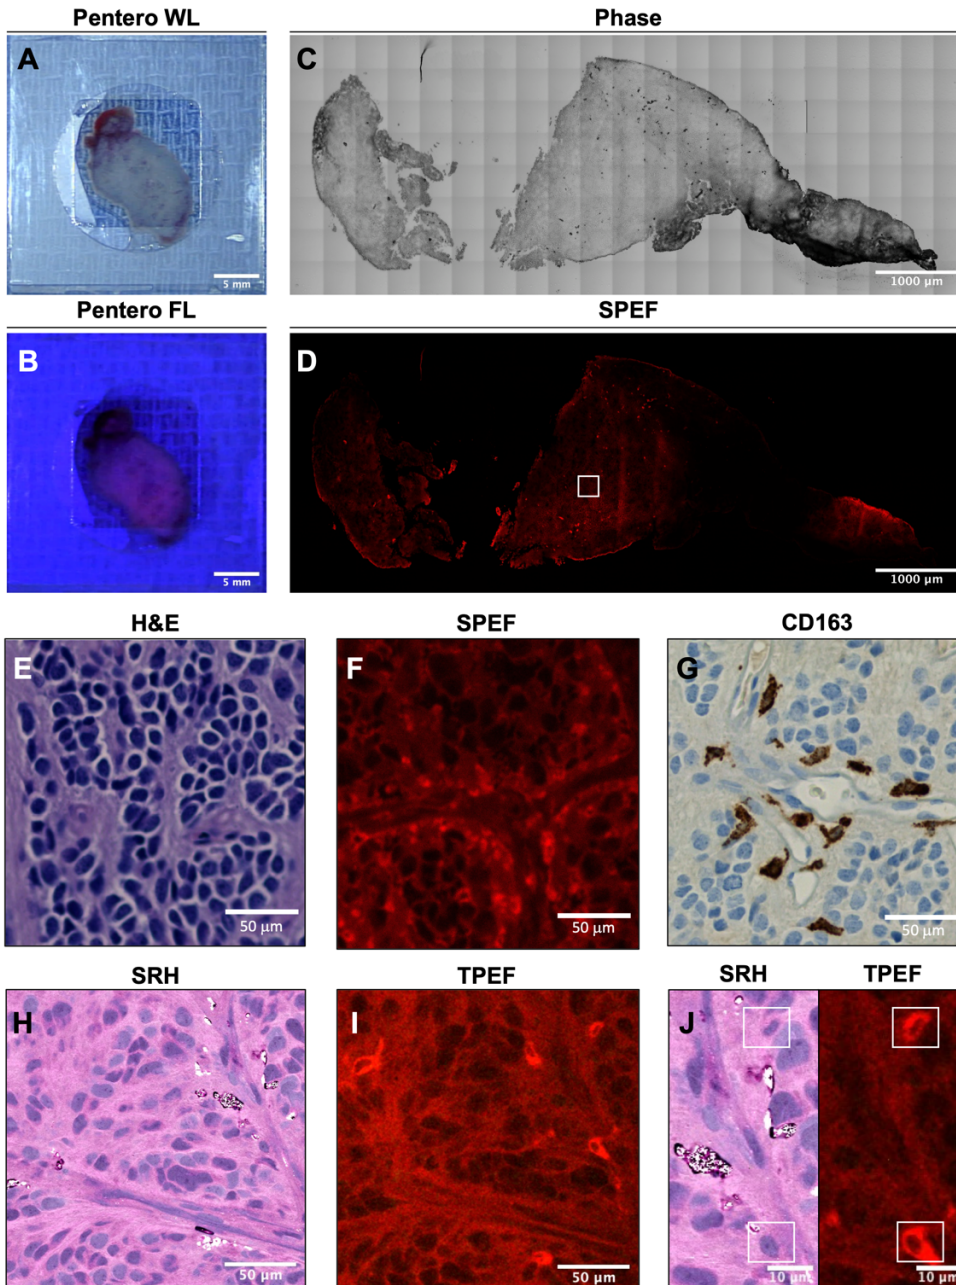 Pentero WL
Phase
A
C
5 mm
1000 µm
Pentero FL
SPEF
B
D
5 mm
1000 µm
H&E
SPEF
CD163
E
F
G
50 µm
50 µm
50 µm
SRH
TPEF
SRH
TPEF
H
I
J
50 µm
50 µm
10 µm
10 µm